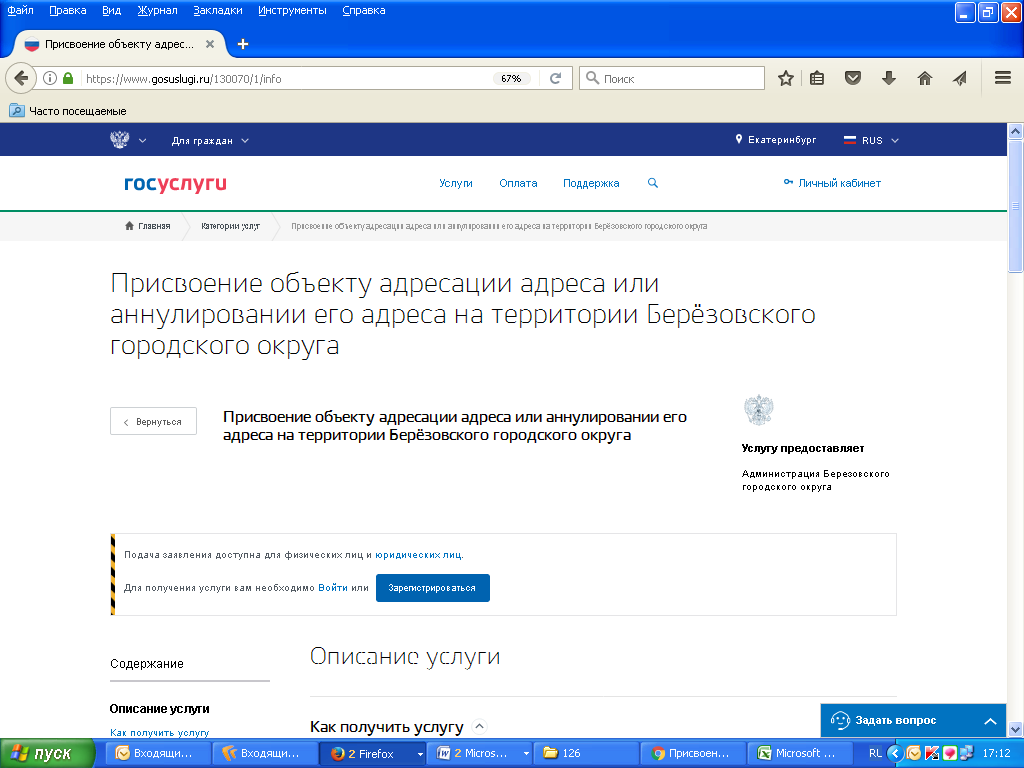 Файл Правка Вид Журнал Закладки Инструменты Справка
Присвоение объекту адрес...
https://www.gosuslugi.ru/130070/1/info 67% Поиск
Часто посещаемые
Для граждан Екатеринбург RUS
госуслуги Услуги Оплата Поддержка Личный кабинет
Главная Категории услуг Присвоение объекту адресации адреса или аннулировании его адреса на территории Берёзовского городского округа
Присвоение объекту адресации адреса или
аннулировании его адреса на территории Берёзовского
городского округа
Вернуться
Присвоение объекту адресации адреса или аннулировании его
адреса на территории Берёзовского городского округа
Услугу предоставляет
Администрация Березовского
городского округа
Подача заявления доступна для физических лиц и юридических лиц.
Для получения услуги вам необходимо Войти или Зарегистрироваться
Содержание
Описание услуги
Как получить услугу
Описание услуги
Как получить услугу
Задать вопрос
пуск Входящи... Входящи... 2 Firefox 2 Micros... 126 Присвоен... Microsoft ... RL 17:12